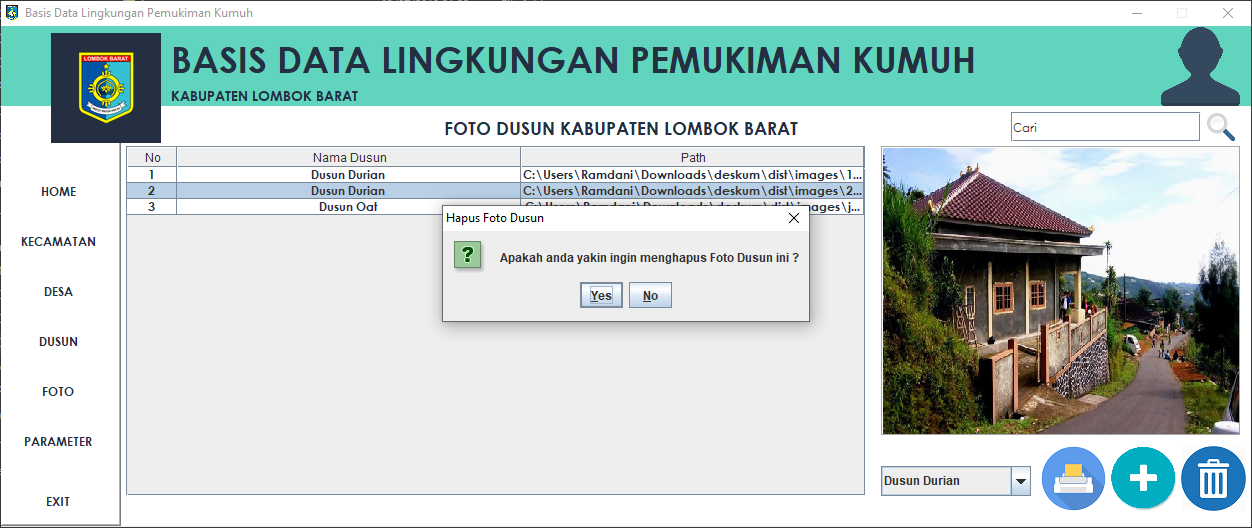 Basis Data Lingkungan Pemukiman Kumuh
LOMBOK BARAT
BASIS DATA LINGKUNGAN PEMUKIMAN KUMUH
KABUPATEN LOMBOK BARAT
FOTO DUSUN KABUPATEN LOMBOK BARAT
Cari
HOME
KECAMATAN
DESA
DUSUN
FOTO
PARAMETER
EXIT
No Nama Dusun Path
1 Dusun Durian C:\Users\Ramdani\Downloads\deskum\dist\images\1...
2 Dusun Durian C:\Users\Ramdani\Downloads\deskum\dist\images\2...
3 Dusun Oat C:\Users\Ramdani\Downloads\deskum\dist\images\j...
Hapus Foto Dusun
?
Apakah anda yakin ingin menghapus Foto Dusun ini ?
Yes No
Dusun Durian